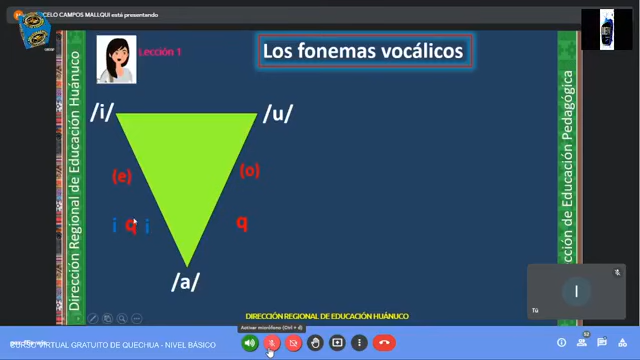 CELO CAMPOS MALLQUI está presentando
Lección 1
Los fonemas vocálicos
Dirección Regional de Educación Huánuco
de Educación Pedagógica
/i/
/u/
(e)
(o)
i q i
q
/a/
I
Tú
DIRECCIÓN REGIONAL DE EDUCACIÓN HUÁNUCO
Activar micrófono (Ctrl + d)
VIRTUAL GRATUITO DE QUECHUA - NIVEL BÁSICO